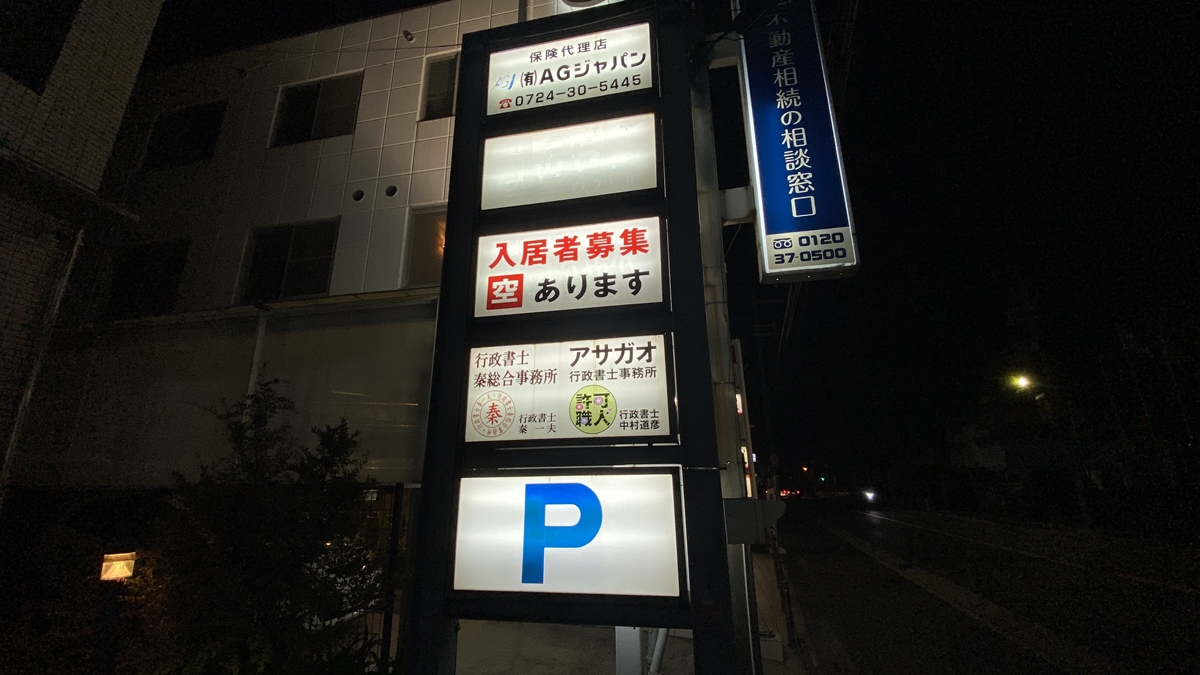 保険代理店
AGJ (有)AGジャパン
☎0724-30-5445
入居者募集
空 あります
行政書士
秦総合事務所
秦
行政書士
秦 一夫
アサガオ
行政書士事務所
許可
職人
行政書士
中村道彦
P
不動産相続の相談窓口
0120
37-0500